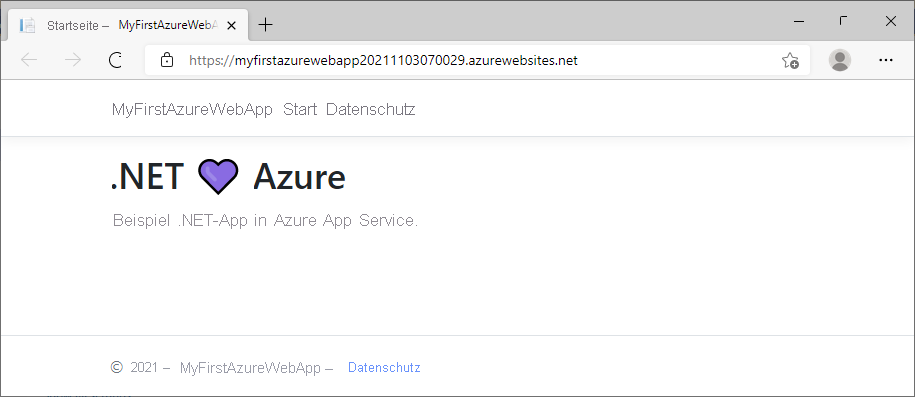 Startseite – MyFirstAzureWebA
https://myfirstazurewebapp20211103070029.azurewebsites.net
MyFirstAzureWebApp Start Datenschutz
.NET 💜 Azure
Beispiel .NET-App in Azure App Service.
© 2021 – MyFirstAzureWebApp – Datenschutz